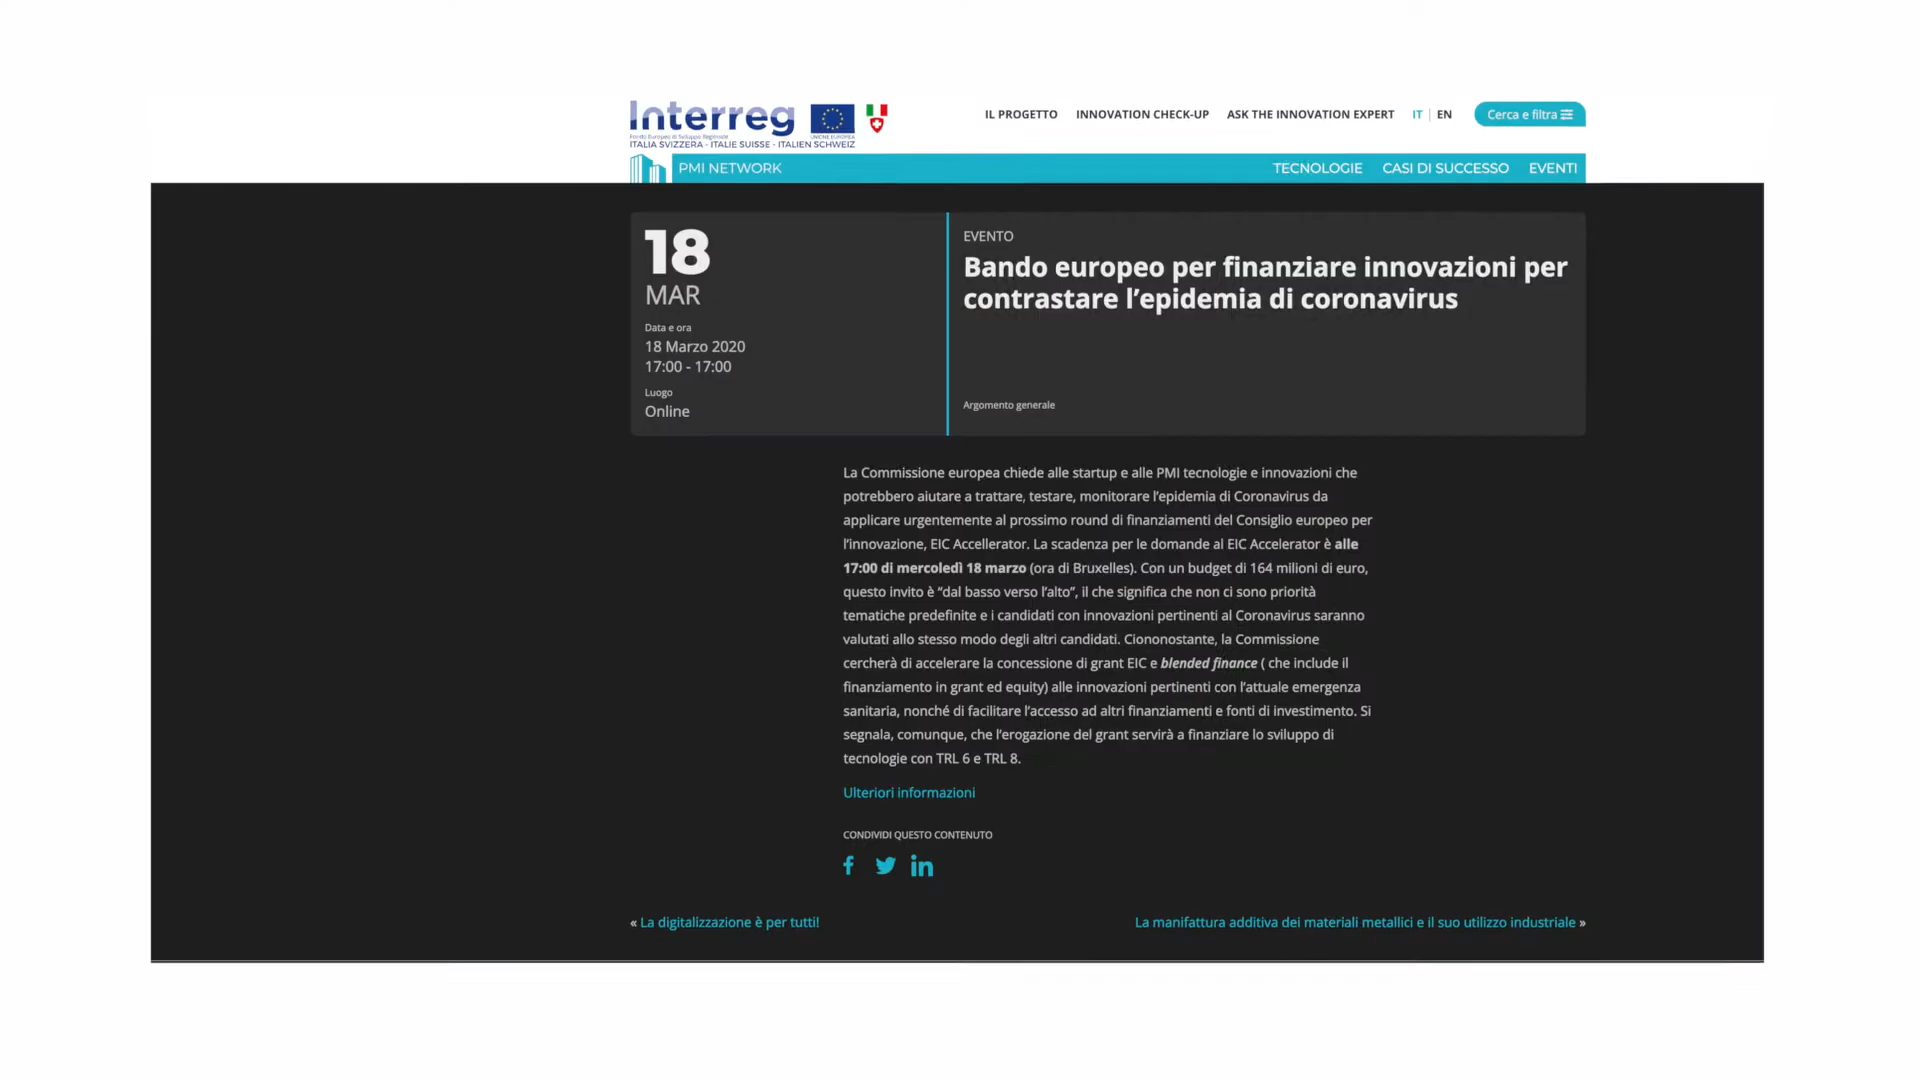 Interreg
Fondo Europeo di Sviluppo Regionale
UNIONE EUROPEA
ITALIA SVIZZERA - ITALIE SUISSE - ITALIEN SCHWEIZ
IL PROGETTO INNOVATION CHECK-UP ASK THE INNOVATION EXPERT IT | EN Cerca e filtra
PMI NETWORK TECNOLOGIE CASI DI SUCCESSO EVENTI
18
MAR
Data e ora
18 Marzo 2020
17:00 - 17:00
Luogo
Online
EVENTO
Bando europeo per finanziare innovazioni per
contrastare l’epidemia di coronavirus
Argomento generale
La Commissione europea chiede alle startup e alle PMI tecnologie e innovazioni che
potrebbero aiutare a trattare, testare, monitorare l’epidemia di Coronavirus da
applicare urgentemente al prossimo round di finanziamenti del Consiglio europeo per
l’innovazione, EIC Accellerator. La scadenza per le domande al EIC Accelerator è alle
17:00 di mercoledì 18 marzo (ora di Bruxelles). Con un budget di 164 milioni di euro,
questo invito è “dal basso verso l’alto”, il che significa che non ci sono priorità
tematiche predefinite e i candidati con innovazioni pertinenti al Coronavirus saranno
valutati allo stesso modo degli altri candidati. Ciononostante, la Commissione
cercherà di accelerare la concessione di grant EIC e blended finance ( che include il
finanziamento in grant ed equity) alle innovazioni pertinenti con l’attuale emergenza
sanitaria, nonché di facilitare l’accesso ad altri finanziamenti e fonti di investimento. Si
segnala, comunque, che l’erogazione del grant servirà a finanziare lo sviluppo di
tecnologie con TRL 6 e TRL 8.
Ulteriori informazioni
CONDIVIDI QUESTO CONTENUTO
« La digitalizzazione è per tutti!
La manifattura additiva dei materiali metallici e il suo utilizzo industriale »